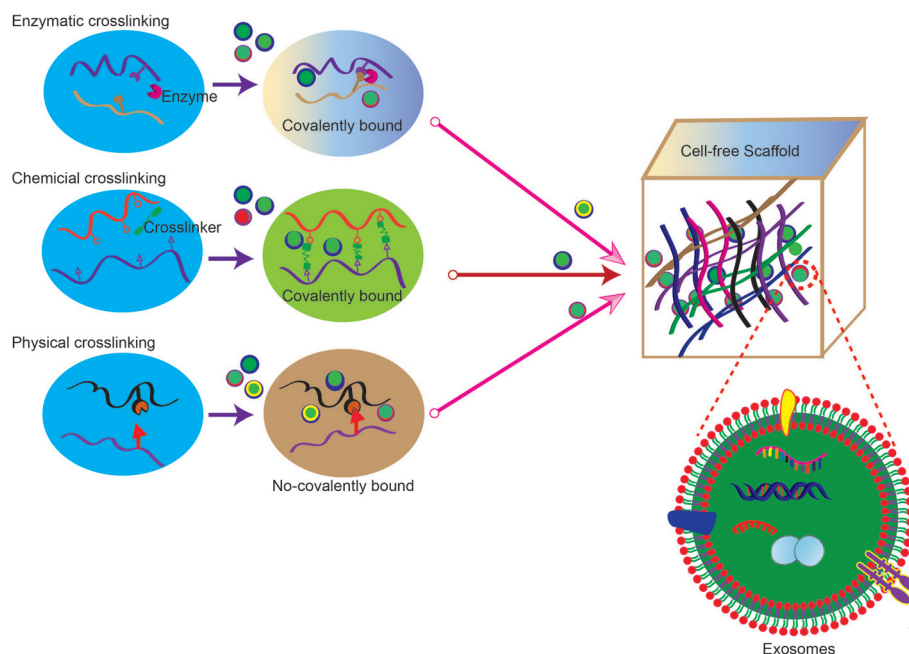 Enzymatic crosslinking
Enzyme
Covalently bound
Cell-free Scaffold
Chemicial crosslinking
Crosslinker
Covalently bound
Physical crosslinking
No-covalently bound
Exosomes